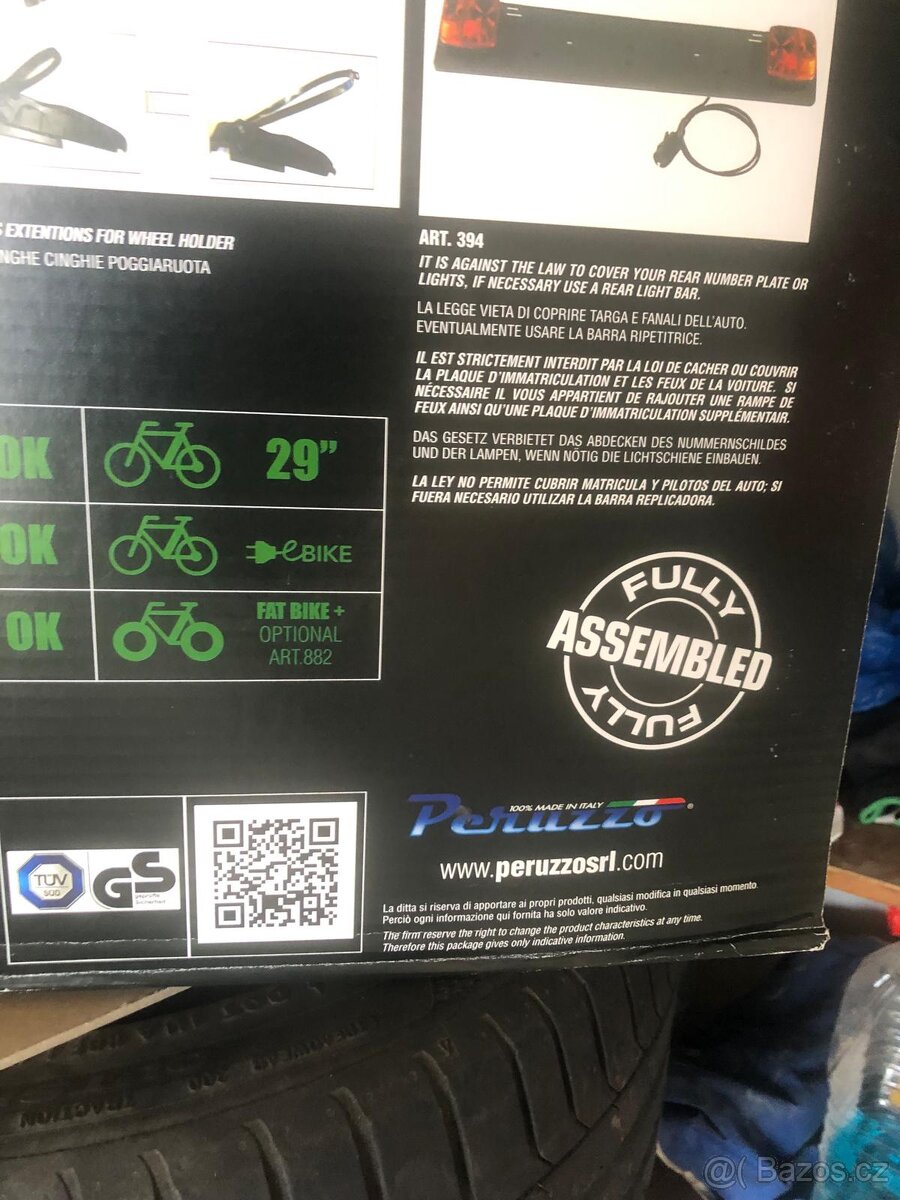 EXTENTIONS FOR WHEEL HOLDER
CINGHIE POGGIARUOTA
ART. 394
IT IS AGAINST THE LAW TO COVER YOUR REAR NUMBER PLATE OR
LIGHTS, IF NECESSARY USE A REAR LIGHT BAR.
LA LEGGE VIETA DI COPRIRE TARGA E FANALI DELL'AUTO.
EVENTUALMENTE USARE LA BARRA RIPETITRICE.
IL EST STRICTEMENT INTERDIT PAR LA LOI DE CACHER OU COUVRIR
LA PLAQUE D'IMMATRICULATION ET LES FEUX DE LA VOITURE. SI
NÉCESSAIRE IL VOUS APPARTIENT DE RAJOUTER UNE RAMPE DE
FEUX AINSI QU'UNE PLAQUE D'IMMATRICULATION SUPPLÉMENTAIR.
DAS GESETZ VERBIETET DAS ABDECKEN DES NUMMERNSCHILDES
UND DER LAMPEN, WENN NÖTIG DIE LICHTSCHIENE EINBAUEN.
LA LEY NO PERMITE CUBRIR MATRICULA Y PILOTOS DEL AUTO; SI
FUERA NECESARIO UTILIZAR LA BARRA REPLICADORA.
OK 29”
OK eBIKE
OK FAT BIKE +
OPTIONAL
ART.882
FULLY
ASSEMBLED
FULLY
TÜV
SÜD
GS
geprüfte
Sicherheit
100% MADE IN ITALY
Peruzzo®
www.peruzzosrl.com
La ditta si riserva di apportare ai propri prodotti, qualsiasi modifica in qualsiasi momento.
Perciò ogni informazione qui fornita ha solo valore indicativo.
The firm reserve the right to change the product characteristics at any time.
Therefore this package gives only indicative information.
DOT
TREADWEAR 300
TRACTION
@( Bazos.cz